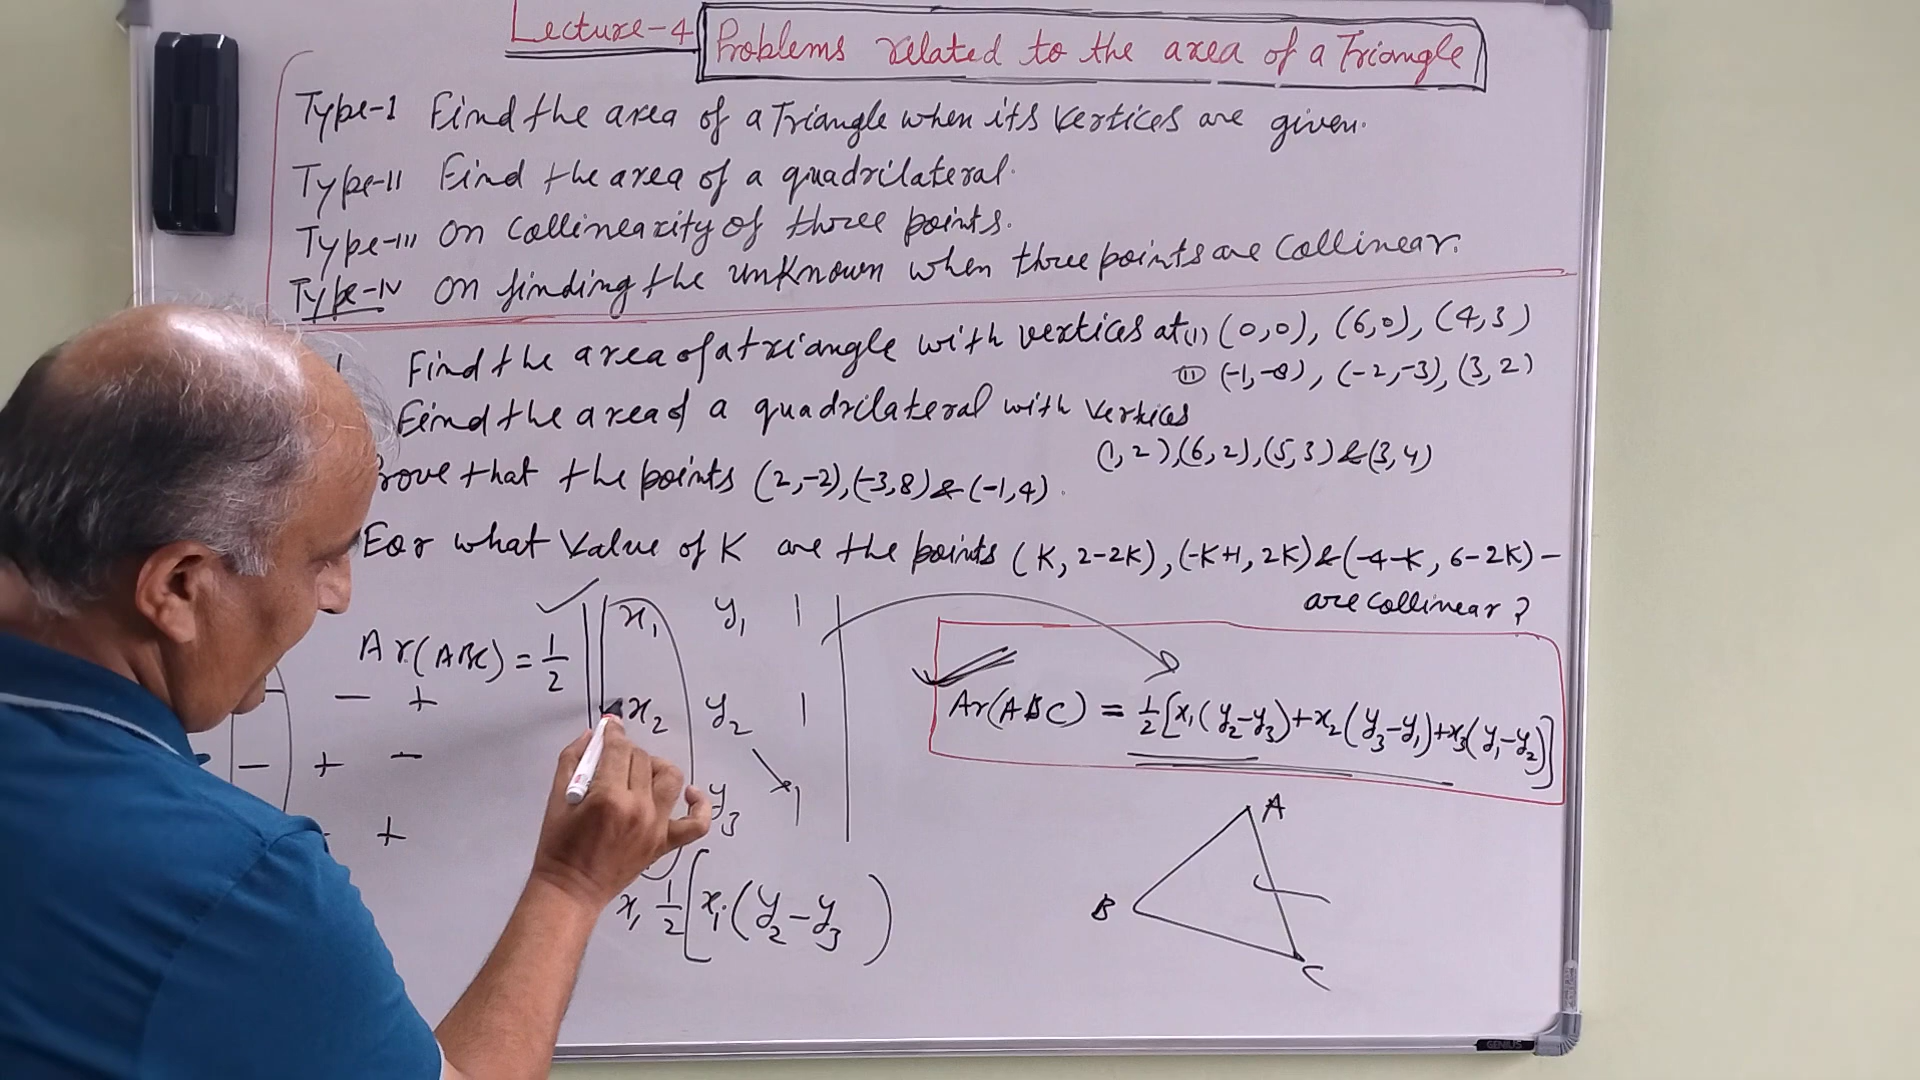 Lecture-4 Problems related to the area of a Triangle
Type-I Find the area of a Triangle when its vertices are given.
Type-II Find the area of a quadrilateral.
Type-III On Collinearity of three points.
Type-IV On finding the unknown when three points are Collinear.
Find the area of a triangle with vertices at (i) (0,0), (6,0), (4,3)
(ii) (-1,-8), (-2,-3), (3,2)
Find the area of a quadrilateral with vertices
(1,2),(6,2),(5,3)&(3,4)
rove that the points (2,-2),(-3,8)&(-1,4).
For what value of K are the points (K, 2-2K), (-K+1, 2K)&(-4-K, 6-2K)-
are collinear?
Ar.(ABC) = 1/2 || x₁ y₁ 1
x₂ y₂ 1
y₃ 1 |
- +
- + -
+
x₁ 1/2[x₁(y₂-y₃ )
Ar(ABC) = 1/2[x₁(y₂-y₃)+x₂(y₃-y₁)+x₃(y₁-y₂)]
A
B
C
GENIUS